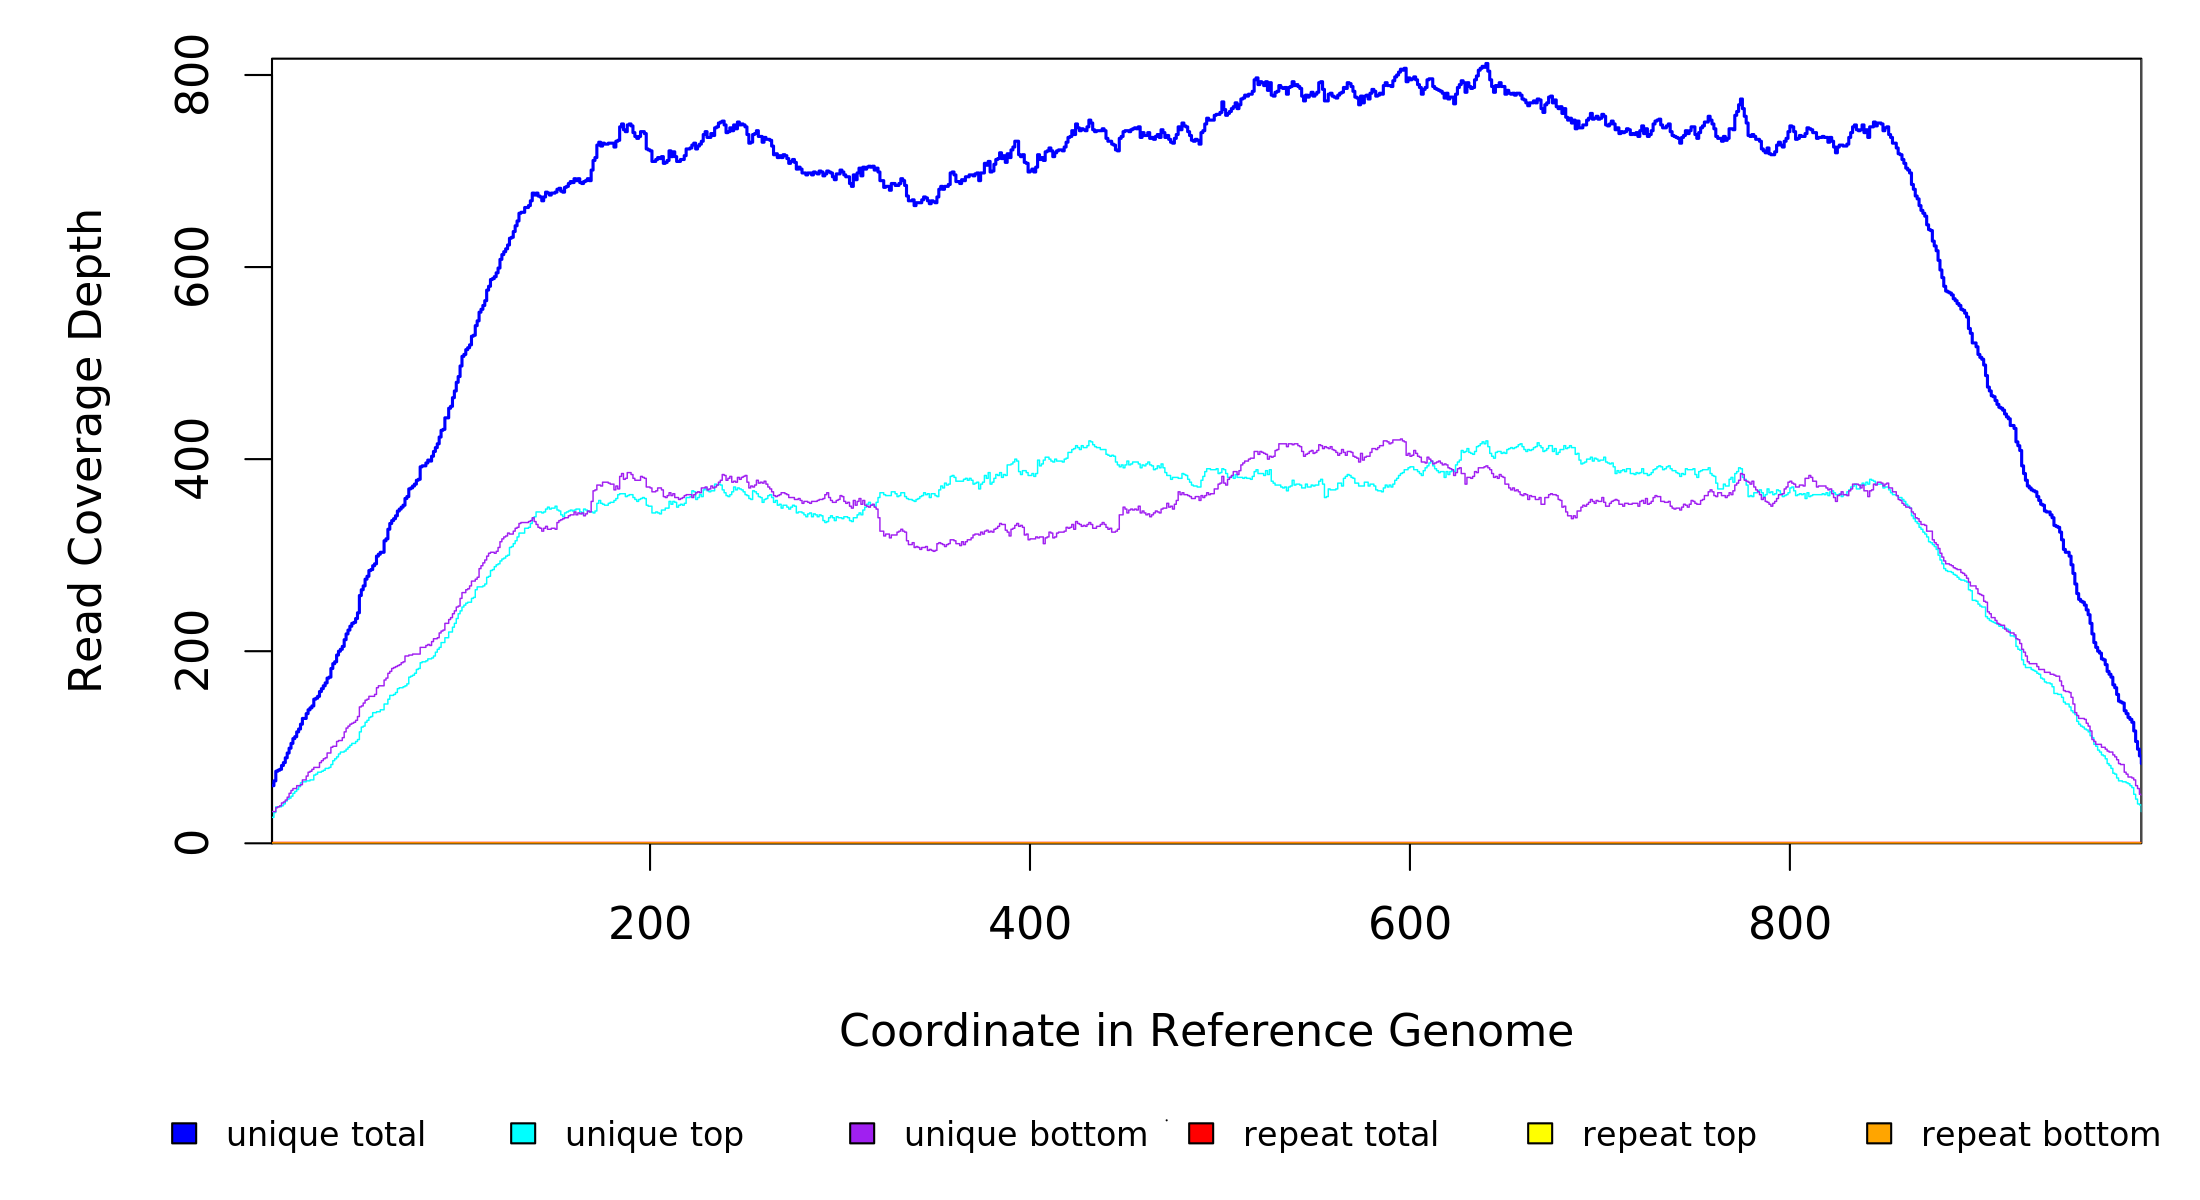 Read Coverage Depth
800
600
400
200
0
200 400 600 800
Coordinate in Reference Genome
unique total unique top unique bottom repeat total repeat top repeat bottom